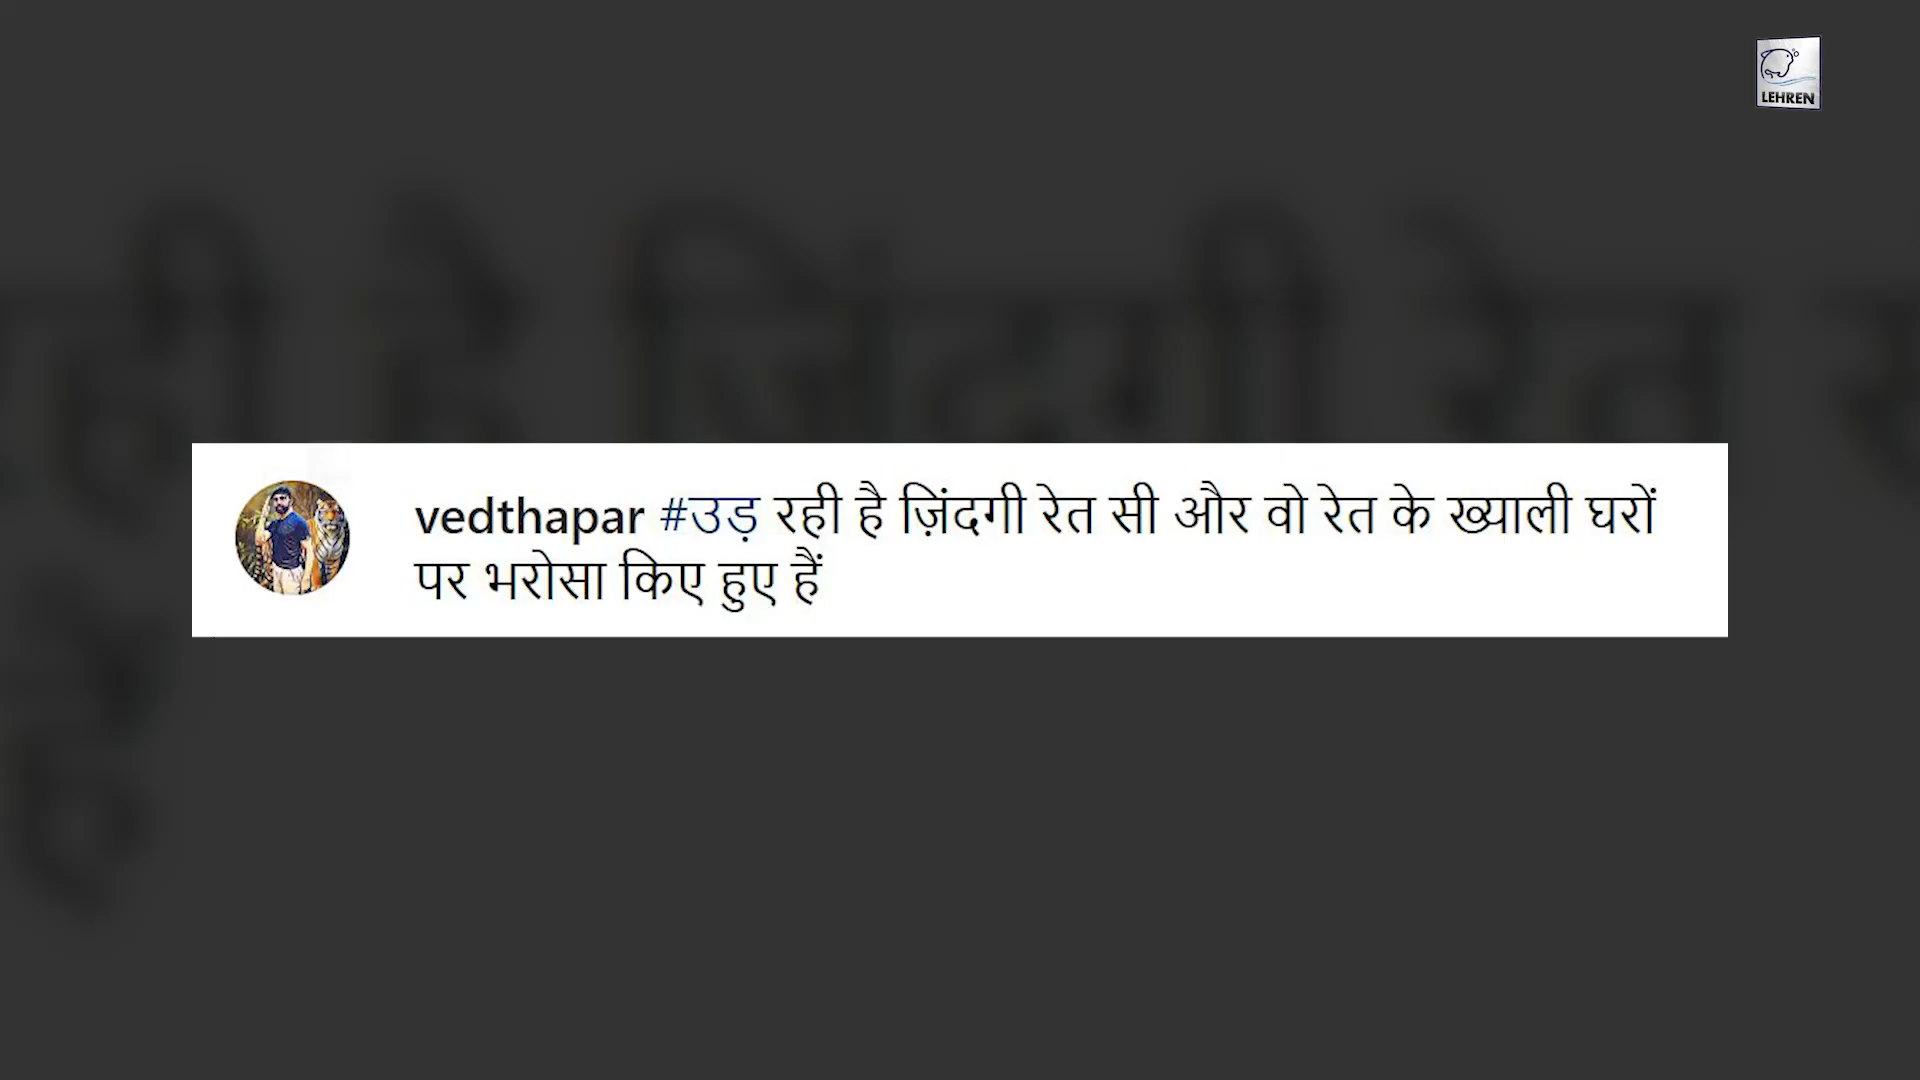 LEHREN
vedthapar #उड़ रही है ज़िंदगी रेत सी और वो रेत के ख्याली घरों
पर भरोसा किए हुए हैं